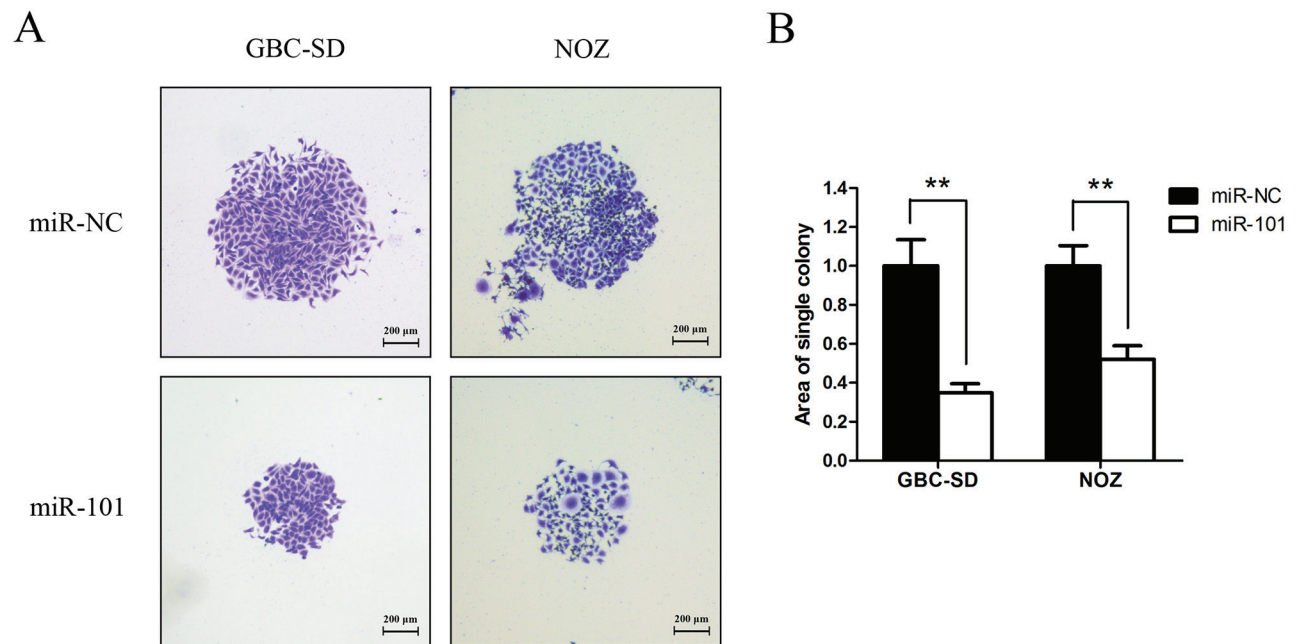 A
GBC-SD
NOZ
miR-NC
200 μm
200 μm
miR-101
200 μm
200 μm
B
Area of single colony
1.4
1.2
1.0
0.8
0.6
0.4
0.2
0.0
**
**
GBC-SD
NOZ
miR-NC
miR-101